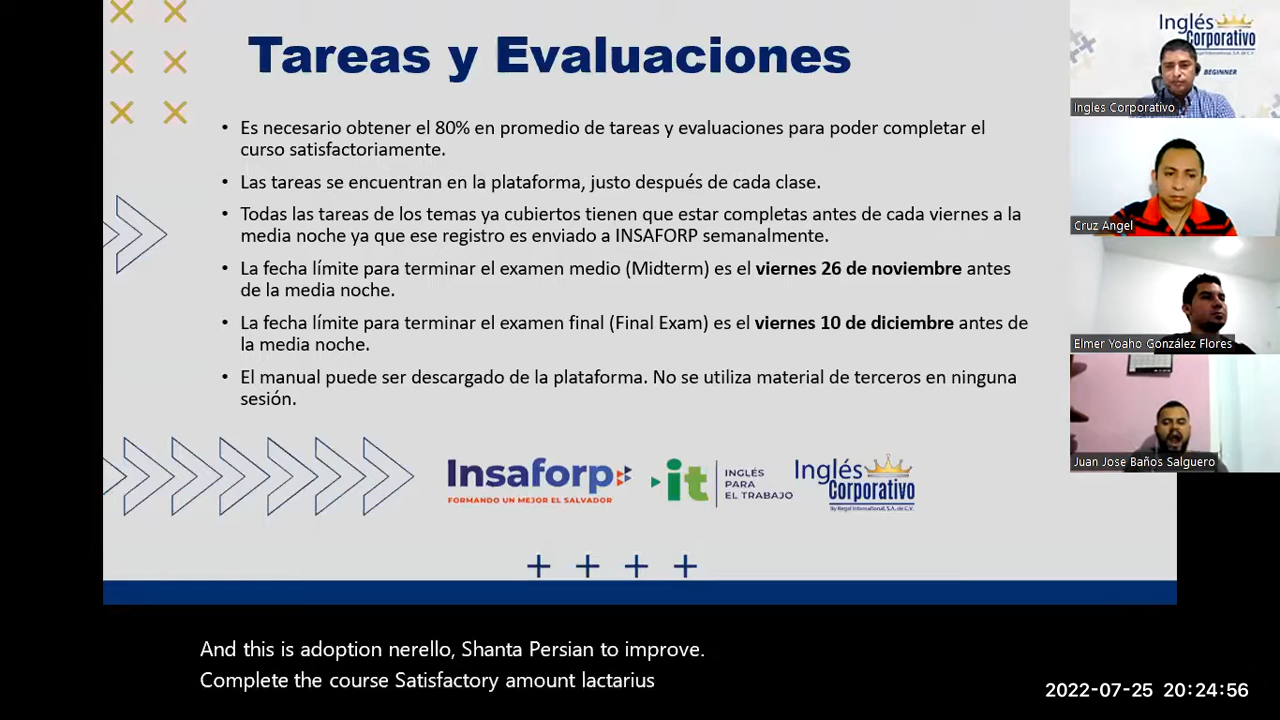 Tareas y Evaluaciones
• Es necesario obtener el 80% en promedio de tareas y evaluaciones para poder completar el
curso satisfactoriamente.
• Las tareas se encuentran en la plataforma, justo después de cada clase.
• Todas las tareas de los temas ya cubiertos tienen que estar completas antes de cada viernes a la
media noche ya que ese registro es enviado a INSAFORP semanalmente.
• La fecha límite para terminar el examen medio (Midterm) es el viernes 26 de noviembre antes
de la media noche.
• La fecha límite para terminar el examen final (Final Exam) es el viernes 10 de diciembre antes de
la media noche.
• El manual puede ser descargado de la plataforma. No se utiliza material de terceros en ninguna
sesión.
Insaforp
FORMANDO UN MEJOR EL SALVADOR
it
INGLÉS
PARA
EL TRABAJO
Inglés
Corporativo
By Regal International, S.A. de C.V.
Inglés
Corporativo
BEGINNER
Ingles Corporativo
Cruz Angel
Elmer Yoaho González Flores
Juan Jose Baños Salguero
And this is adoption nerello, Shanta Persian to improve.
Complete the course Satisfactory amount lactarius
2022-07-25 20:24:56